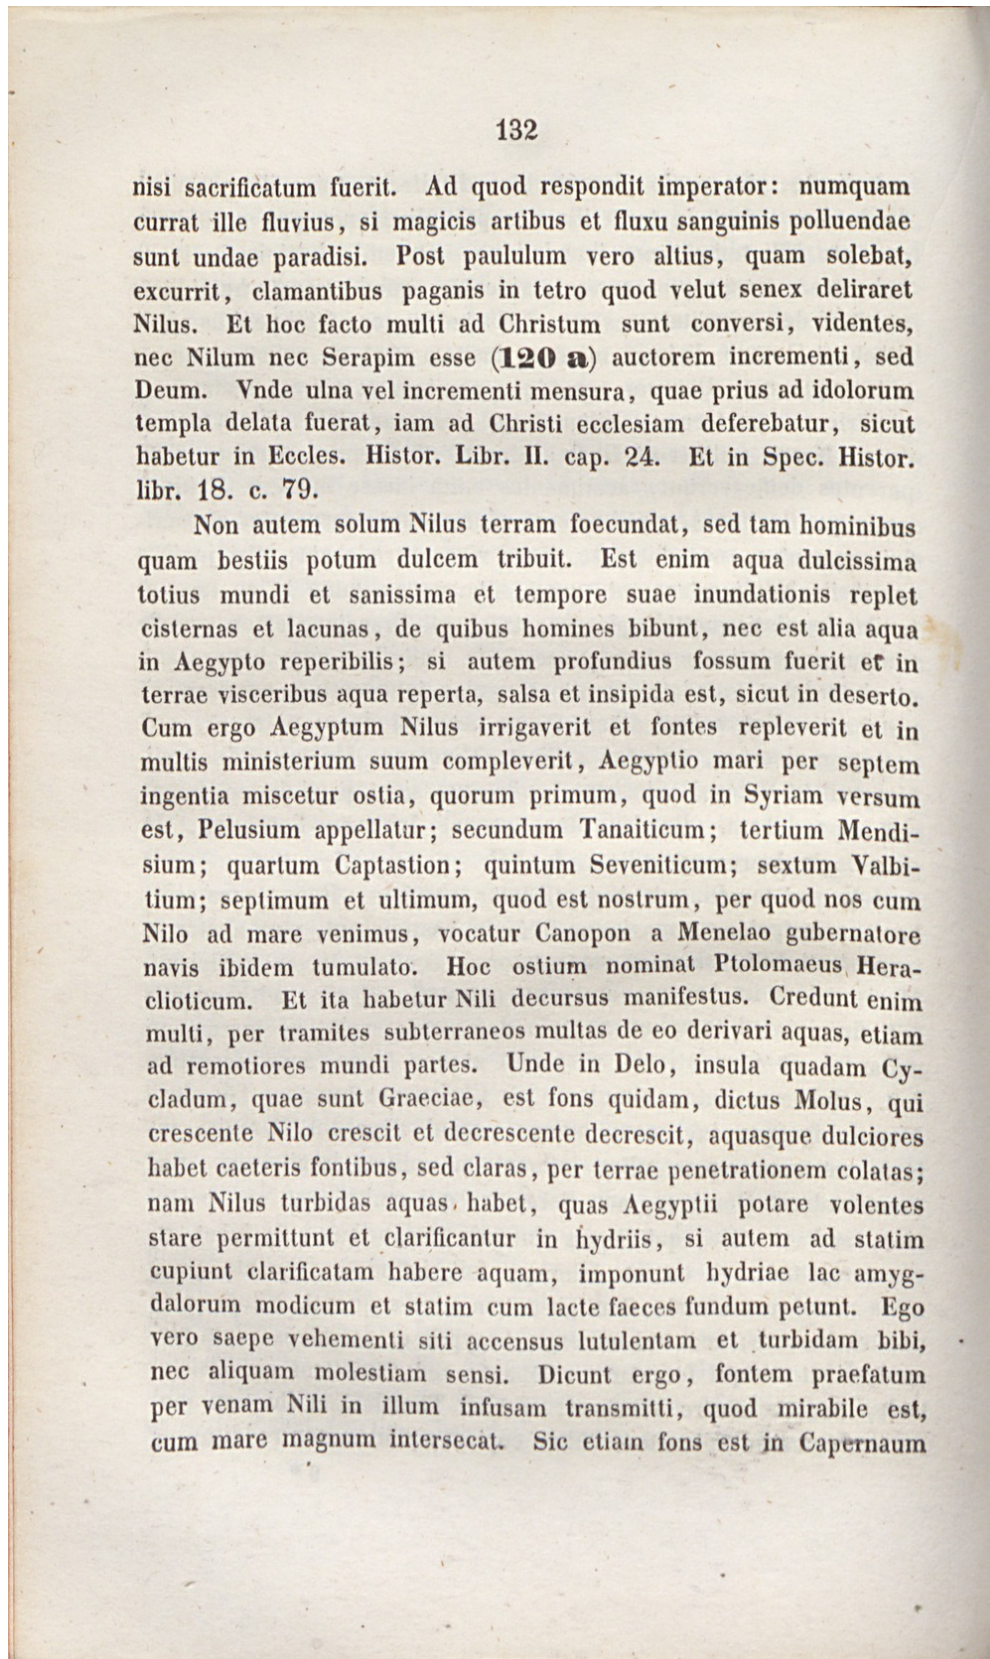 132
nisi sacrificatum fuerit. Ad quod respondit imperator: numquam
currat ille fluvius, si magicis artibus et fluxu sanguinis polluendae
sunt undae paradisi. Post paululum vero altius, quam solebat,
excurrit, clamantibus paganis in tetro quod velut senex deliraret
Nilus. Et hoc facto multi ad Christum sunt conversi, videntes,
nec Nilum nec Serapim esse (120 a) auctorem incrementi, sed
Deum. Vnde ulna vel incrementi mensura, quae prius ad idolorum
templa delata fuerat, iam ad Christi ecclesiam deferebatur, sicut
habetur in Eccles. Histor. Libr. II. cap. 24. Et in Spec. Histor.
libr. 18. c. 79.
Non autem solum Nilus terram foecundat, sed tam hominibus
quam bestiis potum dulcem tribuit. Est enim aqua dulcissima
totius mundi et sanissima et tempore suae inundationis replet
cisternas et lacunas, de quibus homines bibunt, nec est alia aqua
in Aegypto reperibilis; si autem profundius fossum fuerit et in
terrae visceribus aqua reperta, salsa et insipida est, sicut in deserto.
Cum ergo Aegyptum Nilus irrigaverit et fontes repleverit et in
multis ministerium suum compleverit, Aegyptio mari per septem
ingentia miscetur ostia, quorum primum, quod in Syriam versum
est, Pelusium appellatur; secundum Tanaiticum; tertium Mendi-
sium; quartum Captastion; quintum Seveniticum; sextum Valbi-
tium; septimum et ultimum, quod est nostrum, per quod nos cum
Nilo ad mare venimus, vocatur Canopon a Menelao gubernatore
navis ibidem tumulato. Hoc ostium nominat Ptolomaeus Hera-
clioticum. Et ita habetur Nili decursus manifestus. Credunt enim
multi, per tramites subterraneos multas de eo derivari aquas, etiam
ad remotiores mundi partes. Unde in Delo, insula quadam Cy-
cladum, quae sunt Graeciae, est fons quidam, dictus Molus, qui
crescente Nilo crescit et decrescente decrescit, aquasque dulciores
habet caeteris fontibus, sed claras, per terrae penetrationem colatas;
nam Nilus turbidas aquas habet, quas Aegyptii potare volentes
stare permittunt et clarificantur in hydriis, si autem ad statim
cupiunt clarificatam habere aquam, imponunt hydriae lac amyg-
dalorum modicum et statim cum lacte faeces fundum petunt. Ego
vero saepe vehementi siti accensus lutulentam et turbidam bibi,
nec aliquam molestiam sensi. Dicunt ergo, fontem praefatum
per venam Nili in illum infusam transmitti, quod mirabile est,
cum mare magnum intersecat. Sic etiam fons est in Capernaum